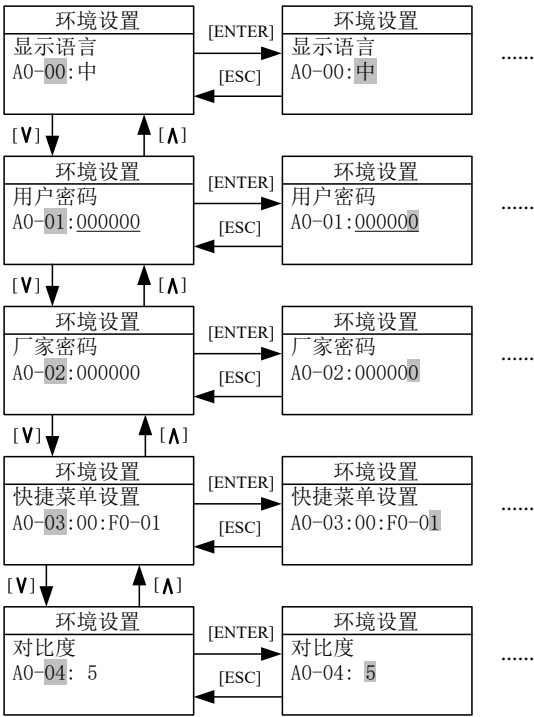 环境设置
显示语言
A0-00:中
[ENTER]
[ESC]
环境设置
显示语言
A0-00:中
......
[∨]
[∧]
环境设置
用户密码
A0-01:000000
[ENTER]
[ESC]
环境设置
用户密码
A0-01:000000
......
[∨]
[∧]
环境设置
厂家密码
A0-02:000000
[ENTER]
[ESC]
环境设置
厂家密码
A0-02:000000
......
[∨]
[∧]
环境设置
快捷菜单设置
A0-03:00:F0-01
[ENTER]
[ESC]
环境设置
快捷菜单设置
A0-03:00:F0-01
......
[∨]
[∧]
环境设置
对比度
A0-04: 5
[ENTER]
[ESC]
环境设置
对比度
A0-04: 5
......